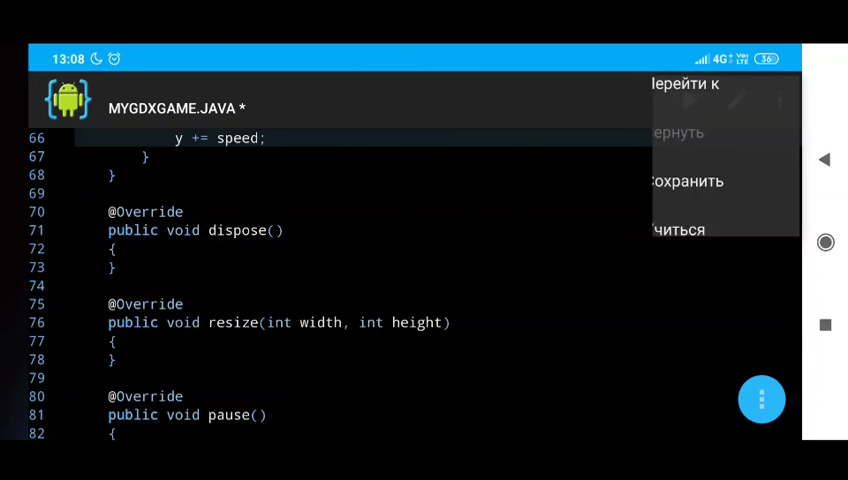 13:08
4G+ Vo LTE 36
MYGDXGAME.JAVA *
ерейти к
ернуть
охранить
читься
66 y += speed;
67 }
68 }
69
70 @Override
71 public void dispose()
72 {
73 }
74
75 @Override
76 public void resize(int width, int height)
77 {
78 }
79
80 @Override
81 public void pause()
82 {